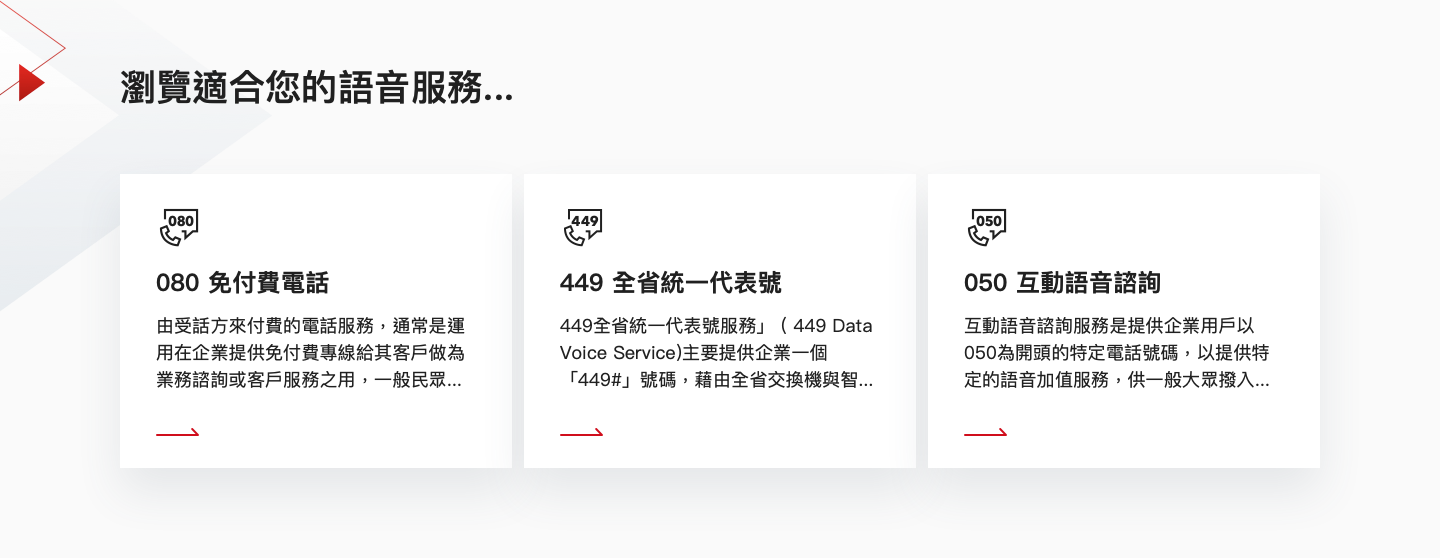 瀏覽適合您的語音服務...
080
080 免付費電話
由受話方來付費的電話服務，通常是運
用在企業提供免付費專線給其客戶做為
業務諮詢或客戶服務之用，一般民眾...
449
449 全省統一代表號
449全省統一代表號服務」（ 449 Data
Voice Service)主要提供企業一個
「449#」號碼，藉由全省交換機與智...
050
050 互動語音諮詢
互動語音諮詢服務是提供企業用戶以
050為開頭的特定電話號碼，以提供特
定的語音加值服務，供一般大眾撥入...